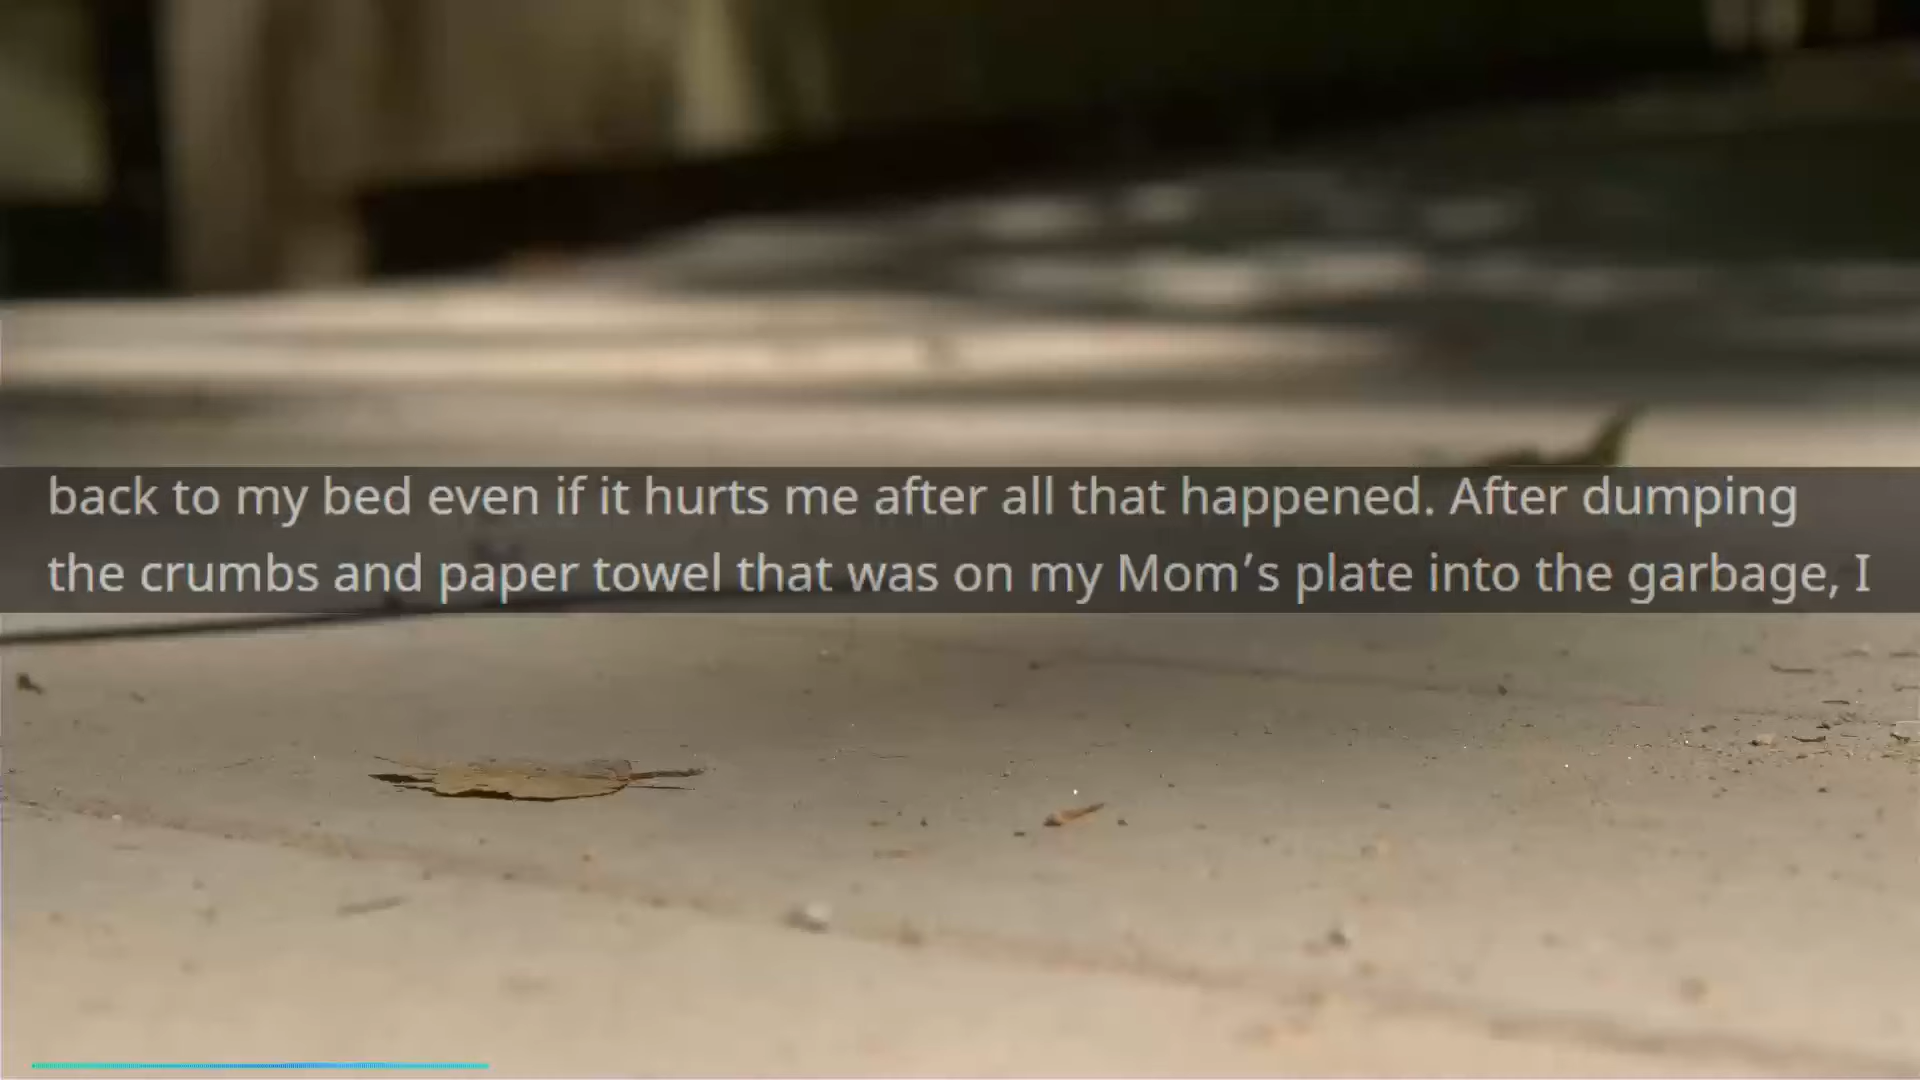 back to my bed even if it hurts me after all that happened. After dumping
the crumbs and paper towel that was on my Mom’s plate into the garbage, I